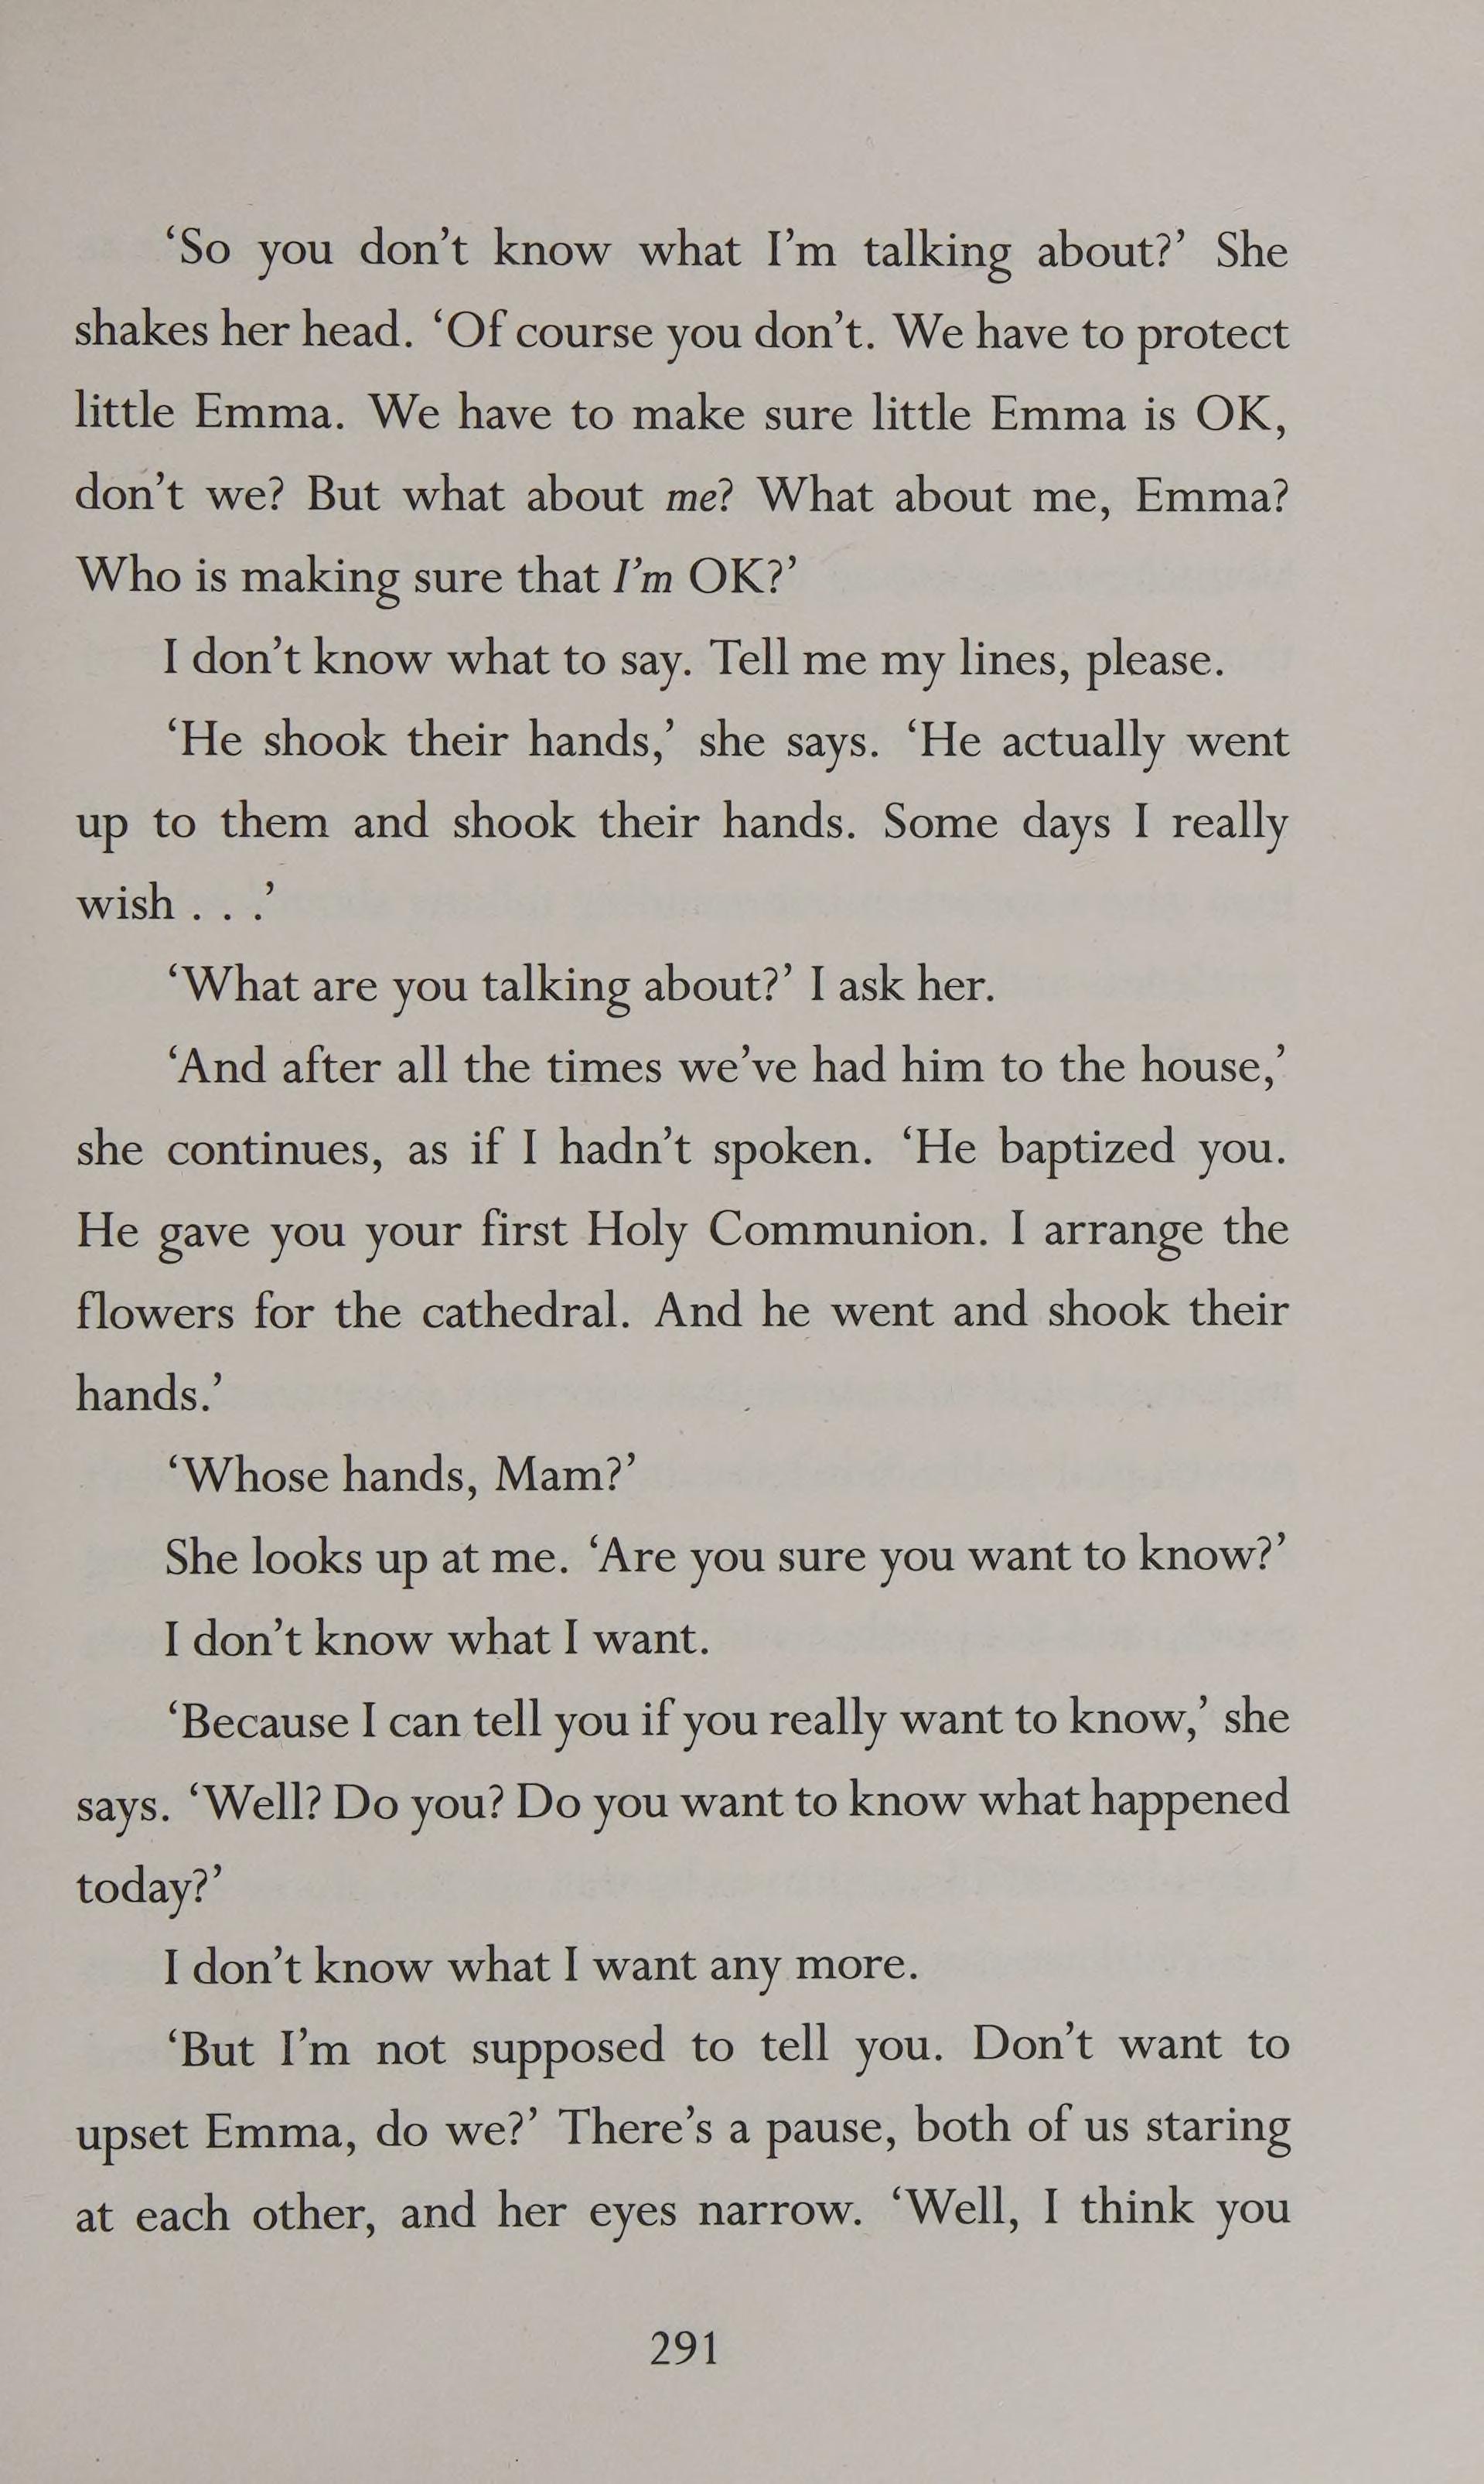 ‘So you don’t know what I’m talking about?’ She
shakes her head. ‘Of course you don’t. We have to protect
little Emma. We have to make sure little Emma is OK,
don’t we? But what about me? What about me, Emma?
Who is making sure that I’m OK?’
I don’t know what to say. Tell me my lines, please.
‘He shook their hands,’ she says. ‘He actually went
up to them and shook their hands. Some days I really
wish . . .’
‘What are you talking about?’ I ask her.
‘And after all the times we’ve had him to the house,’
she continues, as if I hadn’t spoken. ‘He baptized you.
He gave you your first Holy Communion. I arrange the
flowers for the cathedral. And he went and shook their
hands.’
‘Whose hands, Mam?’
She looks up at me. ‘Are you sure you want to know?’
I don’t know what I want.
‘Because I can tell you if you really want to know,’ she
says. ‘Well? Do you? Do you want to know what happened
today?’
I don’t know what I want any more.
‘But I’m not supposed to tell you. Don’t want to
upset Emma, do we?’ There’s a pause, both of us staring
at each other, and her eyes narrow. ‘Well, I think you
291